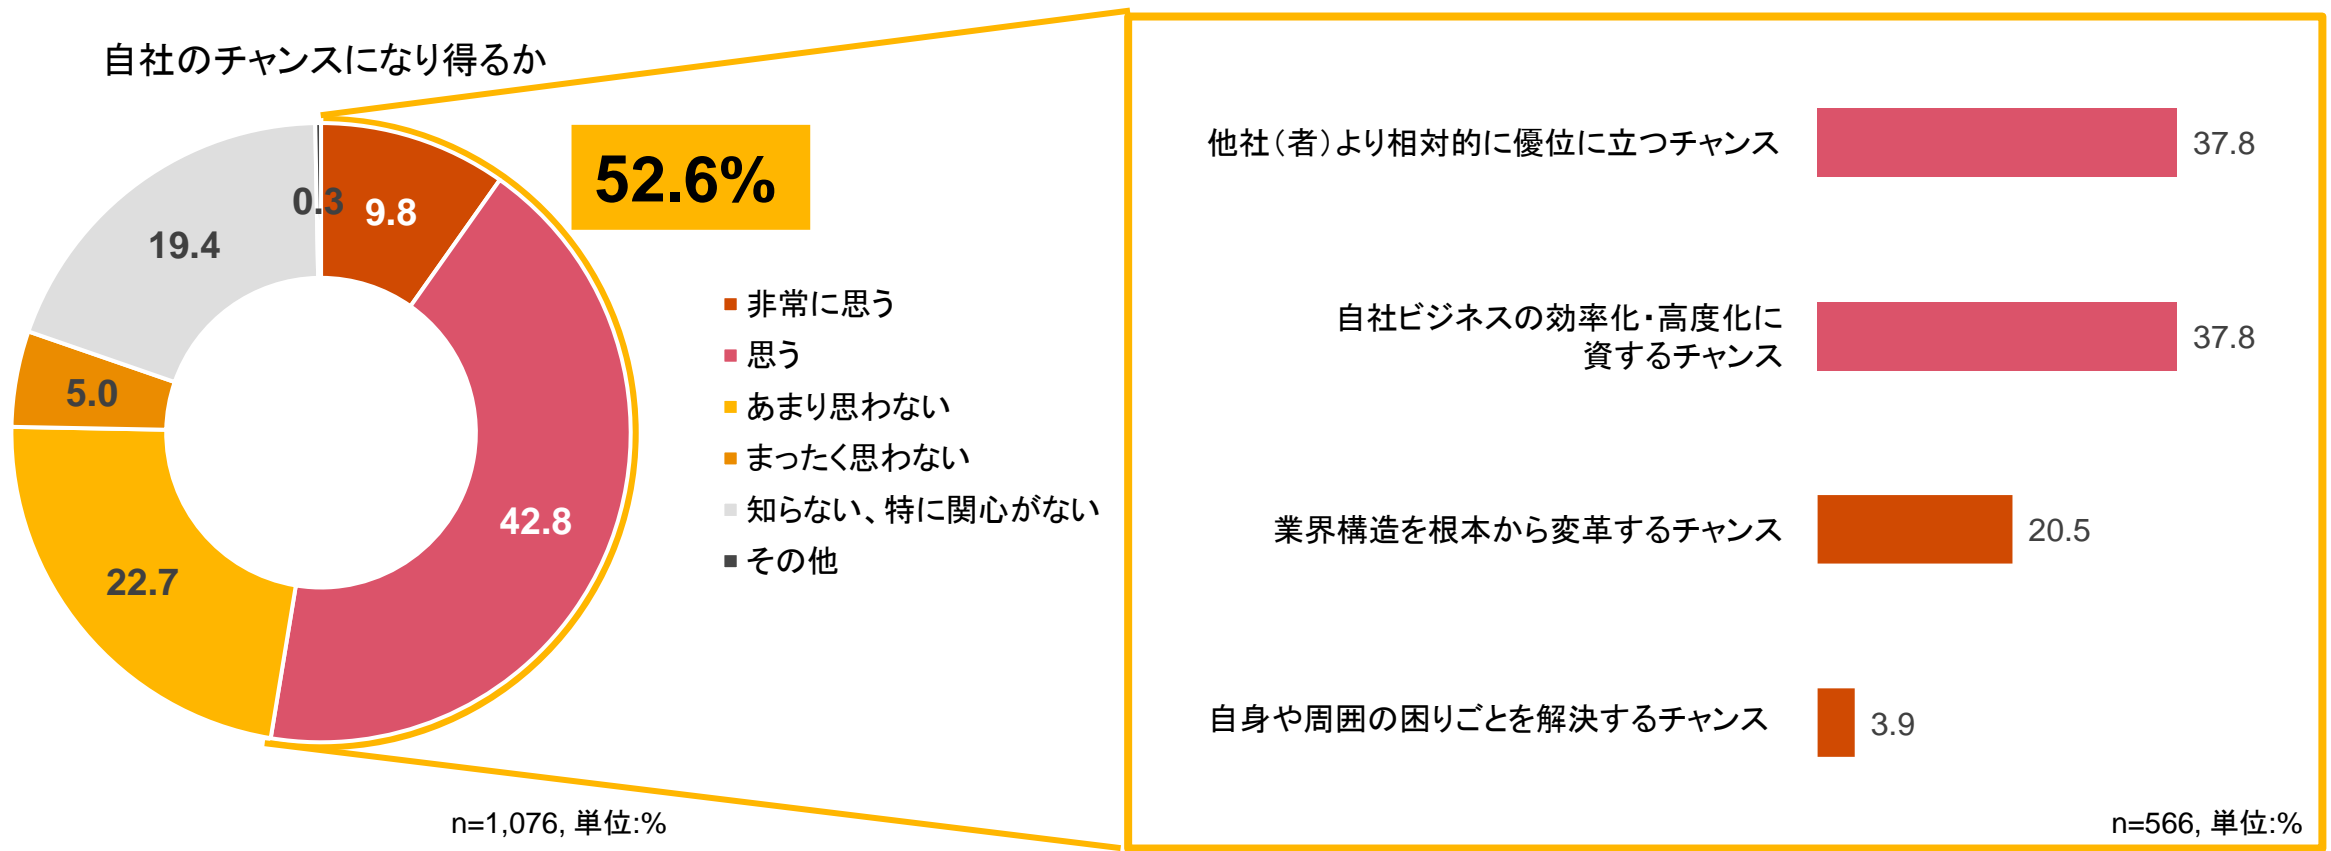 自社のチャンスになり得るか
52.6%
0.3
9.8
19.4
5.0
42.8
22.7
非常に思う
思う
あまり思わない
まったく思わない
知らない、特に関心がない
その他
n=1,076, 単位:%
他社(者)より相対的に優位に立つチャンス
37.8
自社ビジネスの効率化・高度化に
資するチャンス
37.8
業界構造を根本から変革するチャンス
20.5
自身や周囲の困りごとを解決するチャンス
3.9
n=566, 単位:%